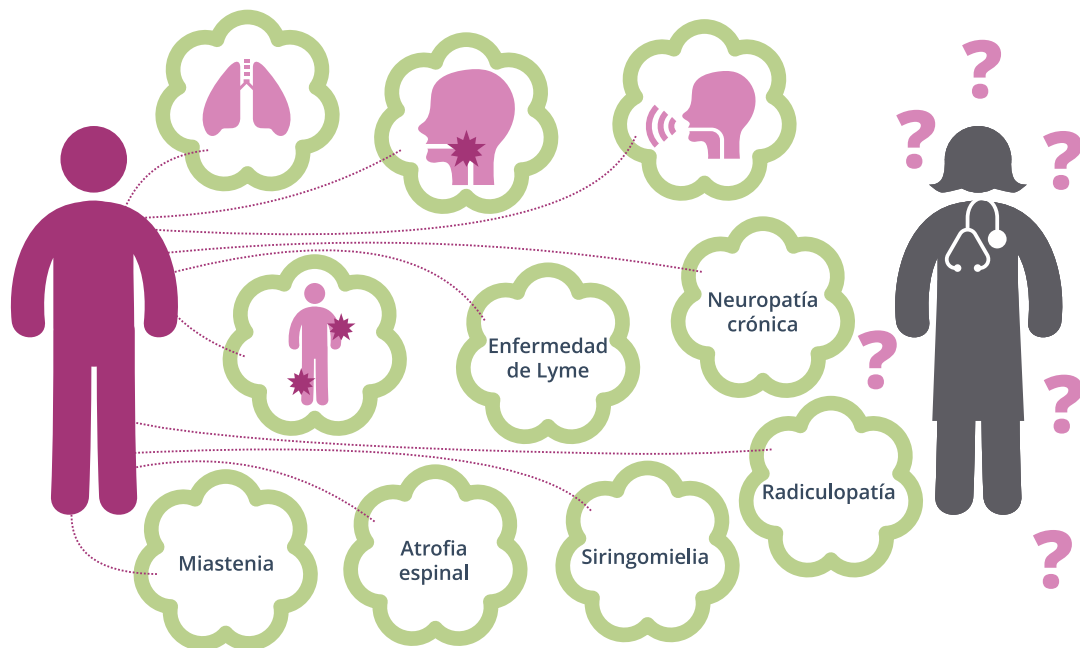 Neuropatía
crónica
Enfermedad
de Lyme
Radiculopatía
Miastenia
Atrofia
espinal
Siringomielia